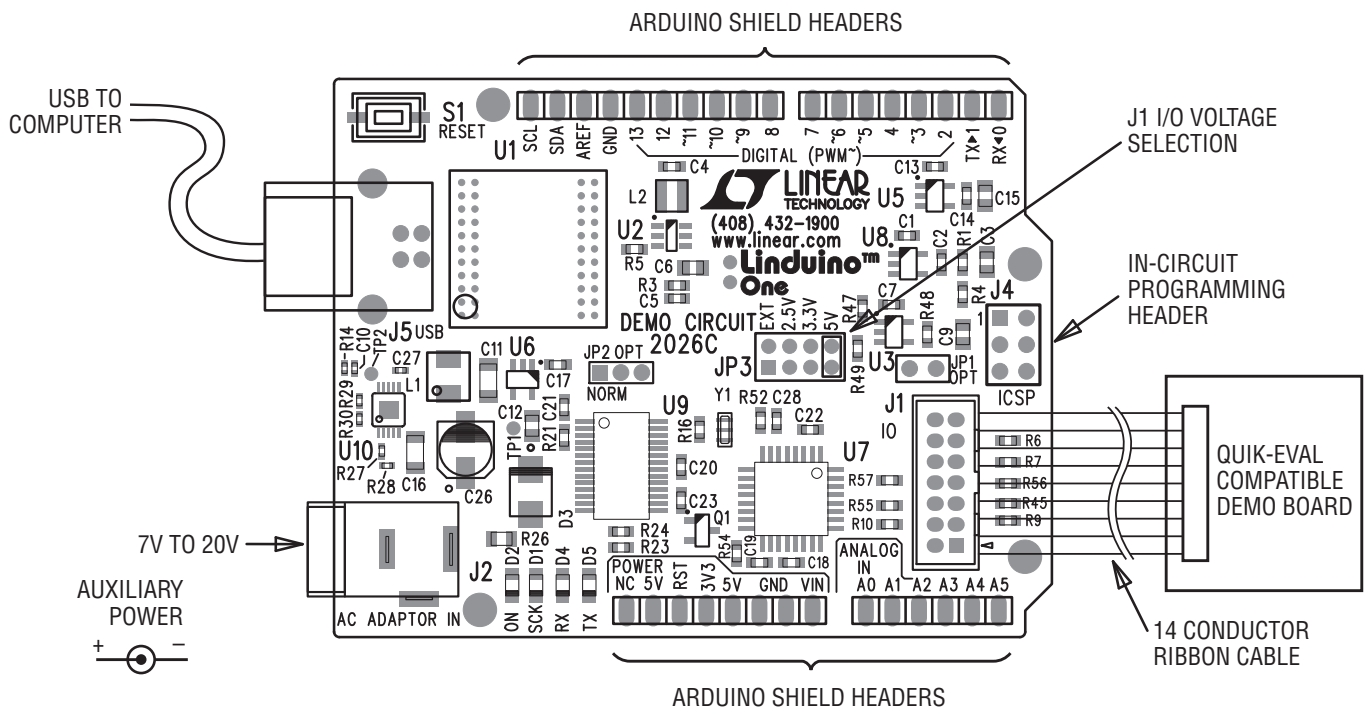 ARDUINO SHIELD HEADERS
USB TO
COMPUTER
J1 I/O VOLTAGE
SELECTION
IN-CIRCUIT
PROGRAMMING
HEADER
QUIK-EVAL
COMPATIBLE
DEMO BOARD
14 CONDUCTOR
RIBBON CABLE
7V TO 20V
AUXILIARY
POWER
+ −
ARDUINO SHIELD HEADERS
S1
RESET
U1
SCL
SDA
AREF
GND
13
12
~11
~10
~9
8
7
~6
~5
4
~3
2
TX▶1
RX◀0
DIGITAL (PWM~)
C4
L2
U2
R5
C6
R3
C5
LINEAR
TECHNOLOGY
(408) 432-1900
www.linear.com
Linduino™
One
DEMO CIRCUIT
2026C
C13
U5
C14
C15
C1
U8
C2
R1
C3
R4
J4
1
ICSP
C7
R47
R48
C9
U3
R49
JP1
OPT
EXT
2.5V
3.3V
5V
JP3
J5 USB
R14
C10
TP2
C27
L1
C11
U6
C17
JP2 OPT
NORM
R29
R30
U10
R27
R28
C16
C26
C12
TP1
C21
R21
D3
R26
U9
R16
Y1
R52
C28
C22
U7
C20
C23
Q1
R24
R23
R54
C19
C18
R57
R55
R10
J1
IO
R6
R7
R56
R45
R9
J2
AC ADAPTOR IN
D2
D1
D4
D5
ON
SCK
RX
TX
POWER
NC
5V
RST
3V3
5V
GND
VIN
ANALOG
IN
A0
A1
A2
A3
A4
A5